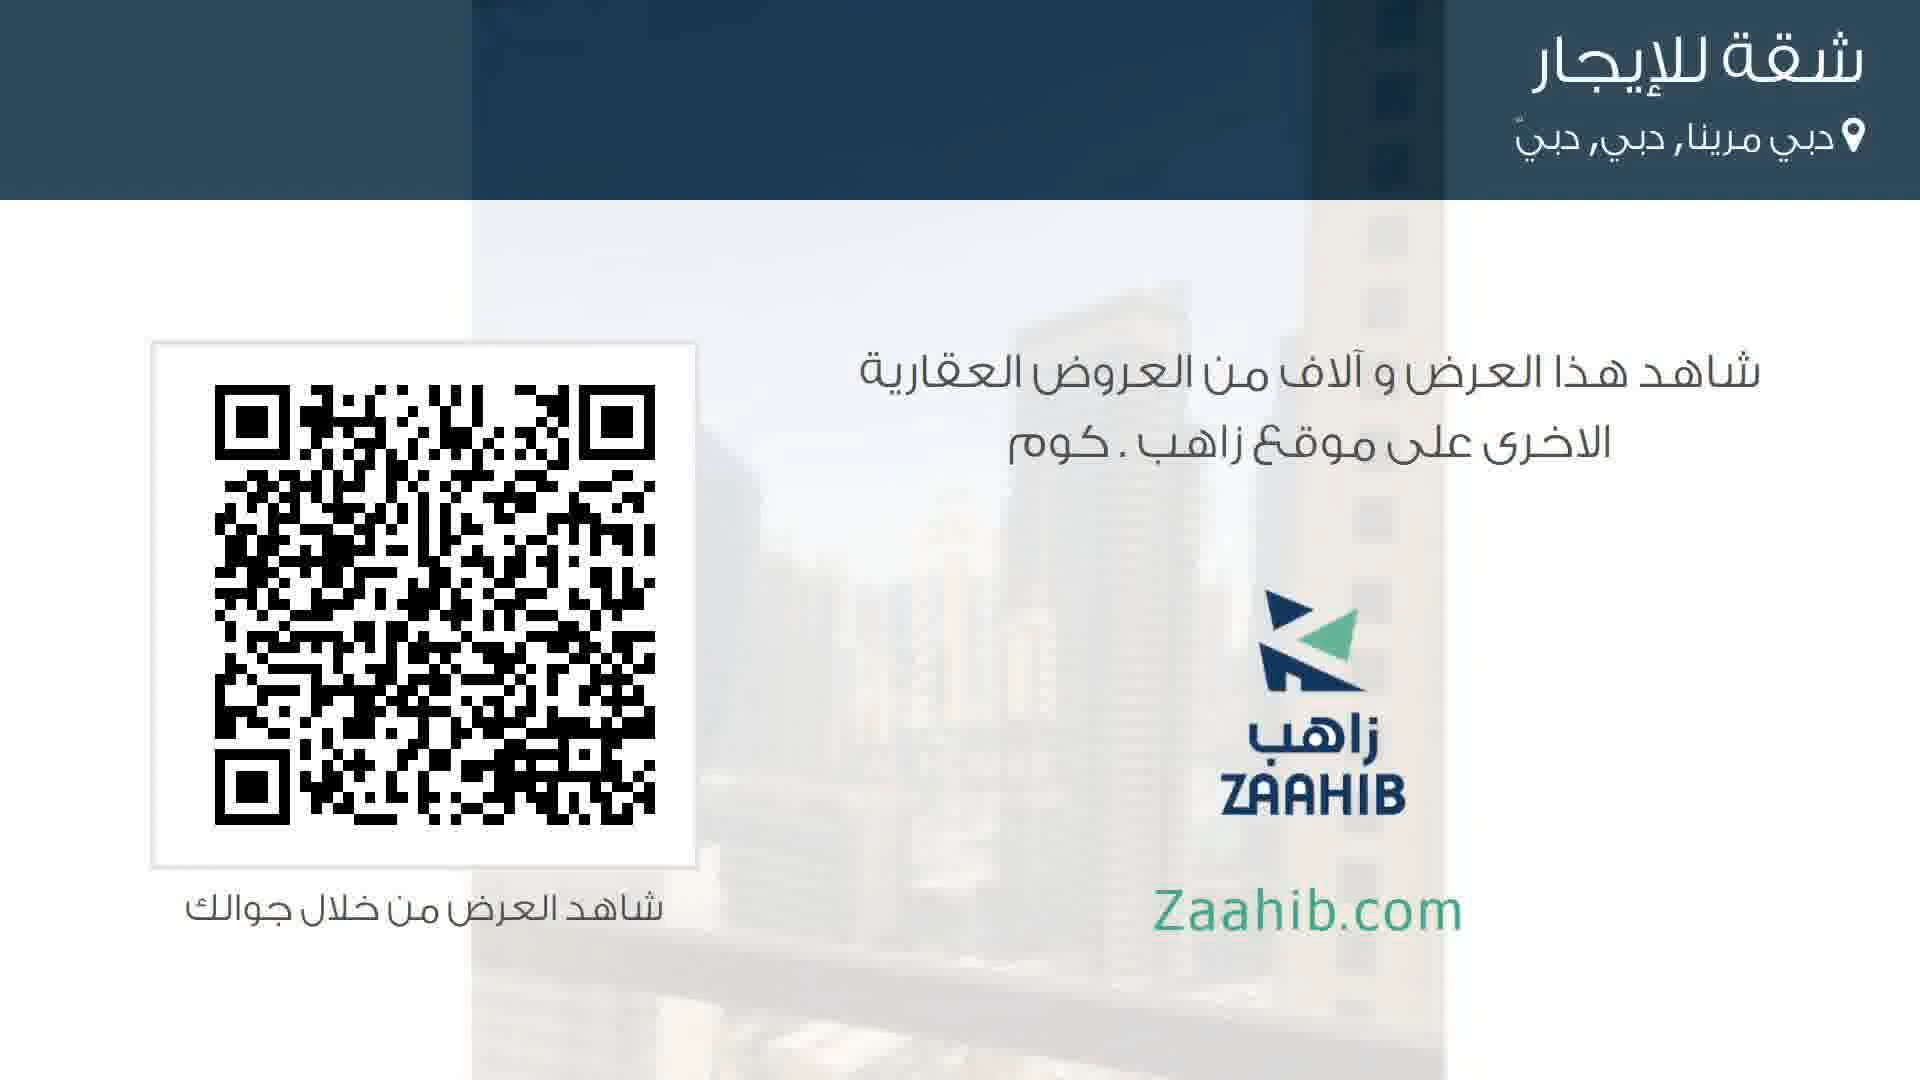 شقة للإيجار
دبي مرينا, دبي, دبيّ
شاهد هذا العرض و آلاف من العروض العقارية
الاخرى على موقع زاهب . كوم
زاهب
ZAAHIB
Zaahib.com
شاهد العرض من خلال جوالك